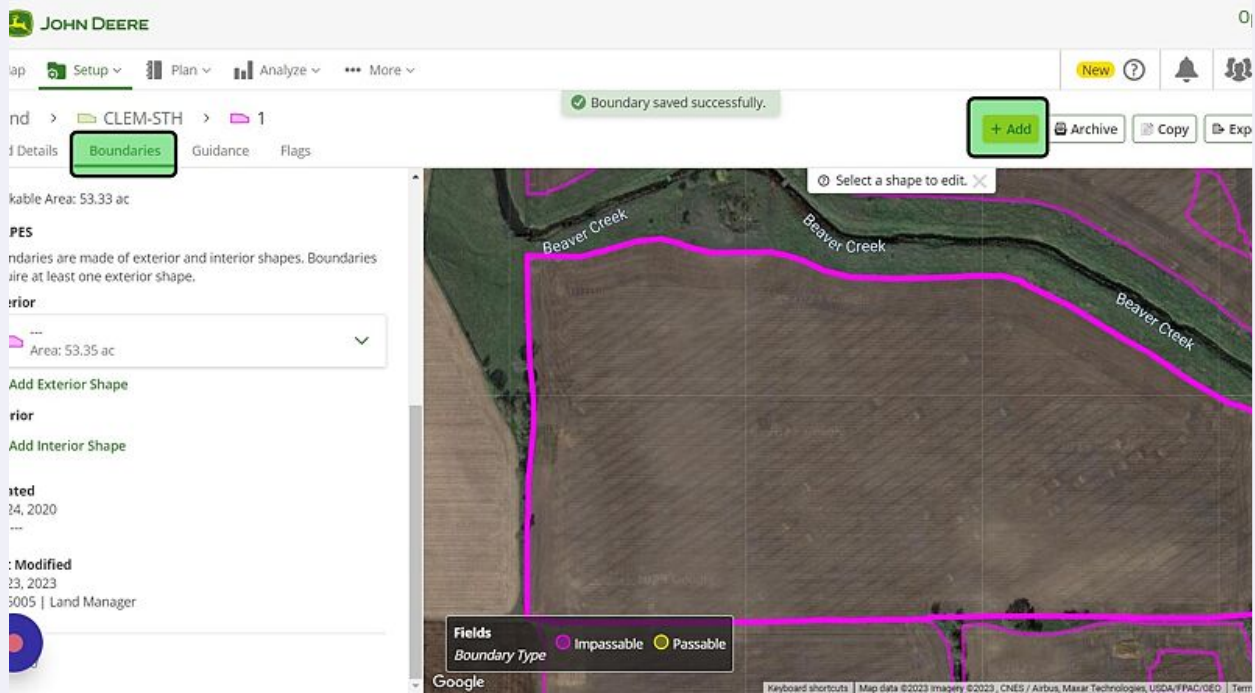 JOHN DEERE
Setup
Plan
Analyze
More
New
CLEM-STH > 1
Boundary saved successfully.
+ Add
Archive
Copy
Exp
Details
Boundaries
Guidance
Flags
Select a shape to edit.
kable Area: 53.33 ac
PES
ndaries are made of exterior and interior shapes. Boundaries
uire at least one exterior shape.
erior
---
Area: 53.35 ac
Add Exterior Shape
rior
Add Interior Shape
ated
24, 2020
---
Modified
23, 2023
5005 | Land Manager
Beaver Creek
Beaver Creek
Beaver Creek
Fields
Boundary Type
Impassable
Passable
Google
Keyboard shortcuts
Map data ©2023 Imagery ©2023 , CNES / Airbus, Maxar Technologies, USDA/FPAC/GEO
Term